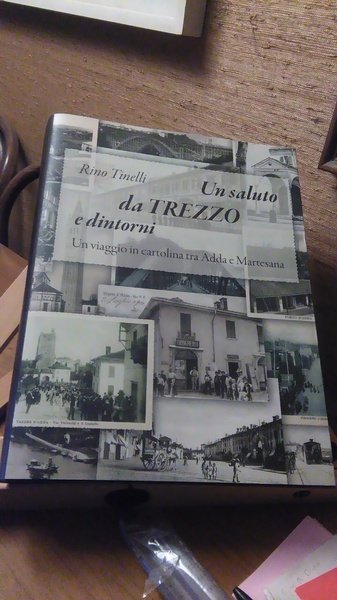 Rino Tinelli
Un saluto
da TREZZO
e dintorni
Un viaggio in cartolina tra Adda e Martesana